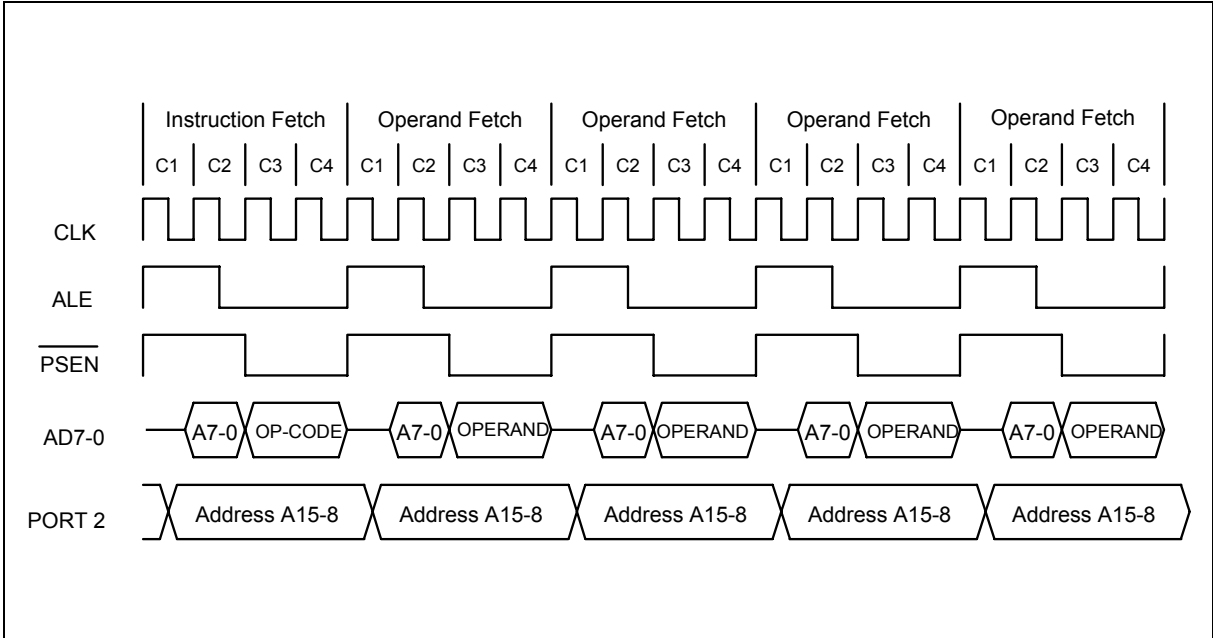 Instruction Fetch Operand Fetch Operand Fetch Operand Fetch Operand Fetch
C1 C2 C3 C4 C1 C2 C3 C4 C1 C2 C3 C4 C1 C2 C3 C4 C1 C2 C3 C4
CLK
ALE
PSEN
AD7-0 A7-0 OP-CODE A7-0 OPERAND A7-0 OPERAND A7-0 OPERAND A7-0 OPERAND
PORT 2 Address A15-8 Address A15-8 Address A15-8 Address A15-8 Address A15-8